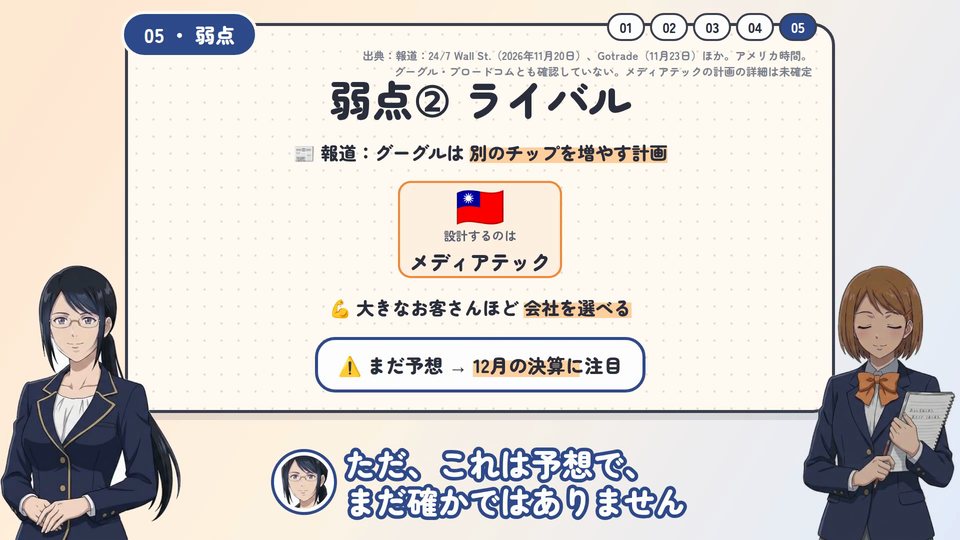 05 ・ 弱点
01 02 03 04 05
出典：報道：24/7 Wall St.（2026年11月20日）、Gotrade（11月23日）ほか。アメリカ時間。
グーグル・ブロードコムとも確認していない。メディアテックの計画の詳細は未確定
弱点② ライバル
報道：グーグルは 別のチップを増やす計画
設計するのは
メディアテック
大きなお客さんほど 会社を選べる
まだ予想 → 12月の決算に注目
ただ、これは予想で、
まだ確かではありません